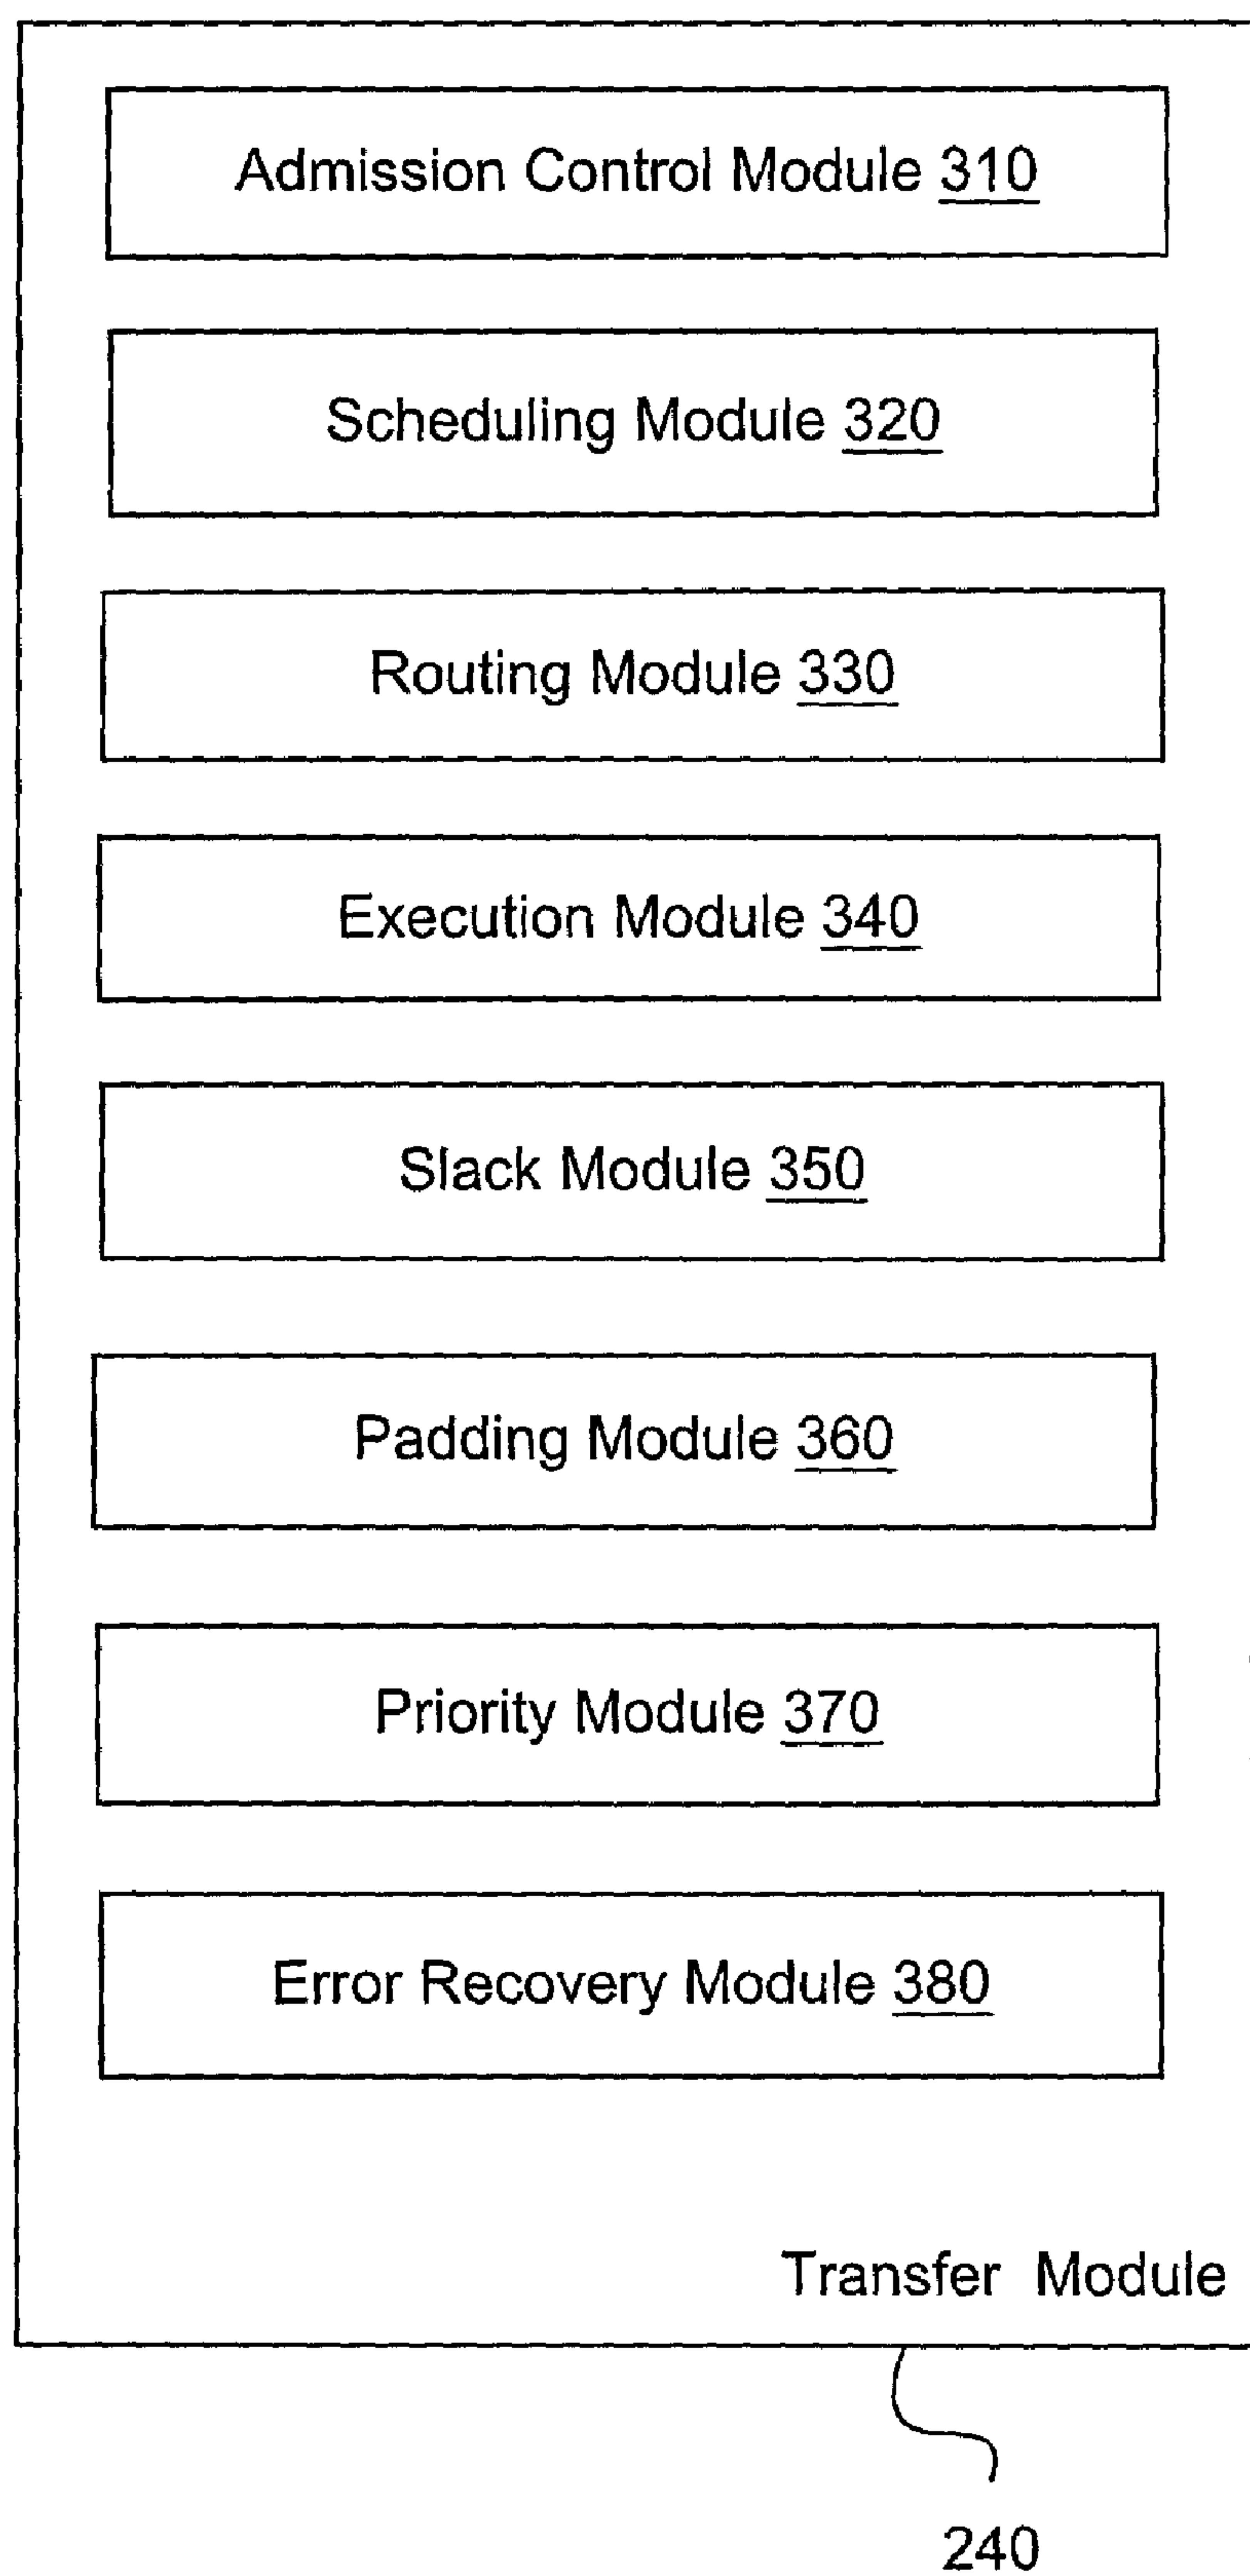 Admission Control Module 310
Scheduling Module 320
Routing Module 330
Execution Module 340
Slack Module 350
Padding Module 360
Priority Module 370
Error Recovery Module 380
Transfer Module
240